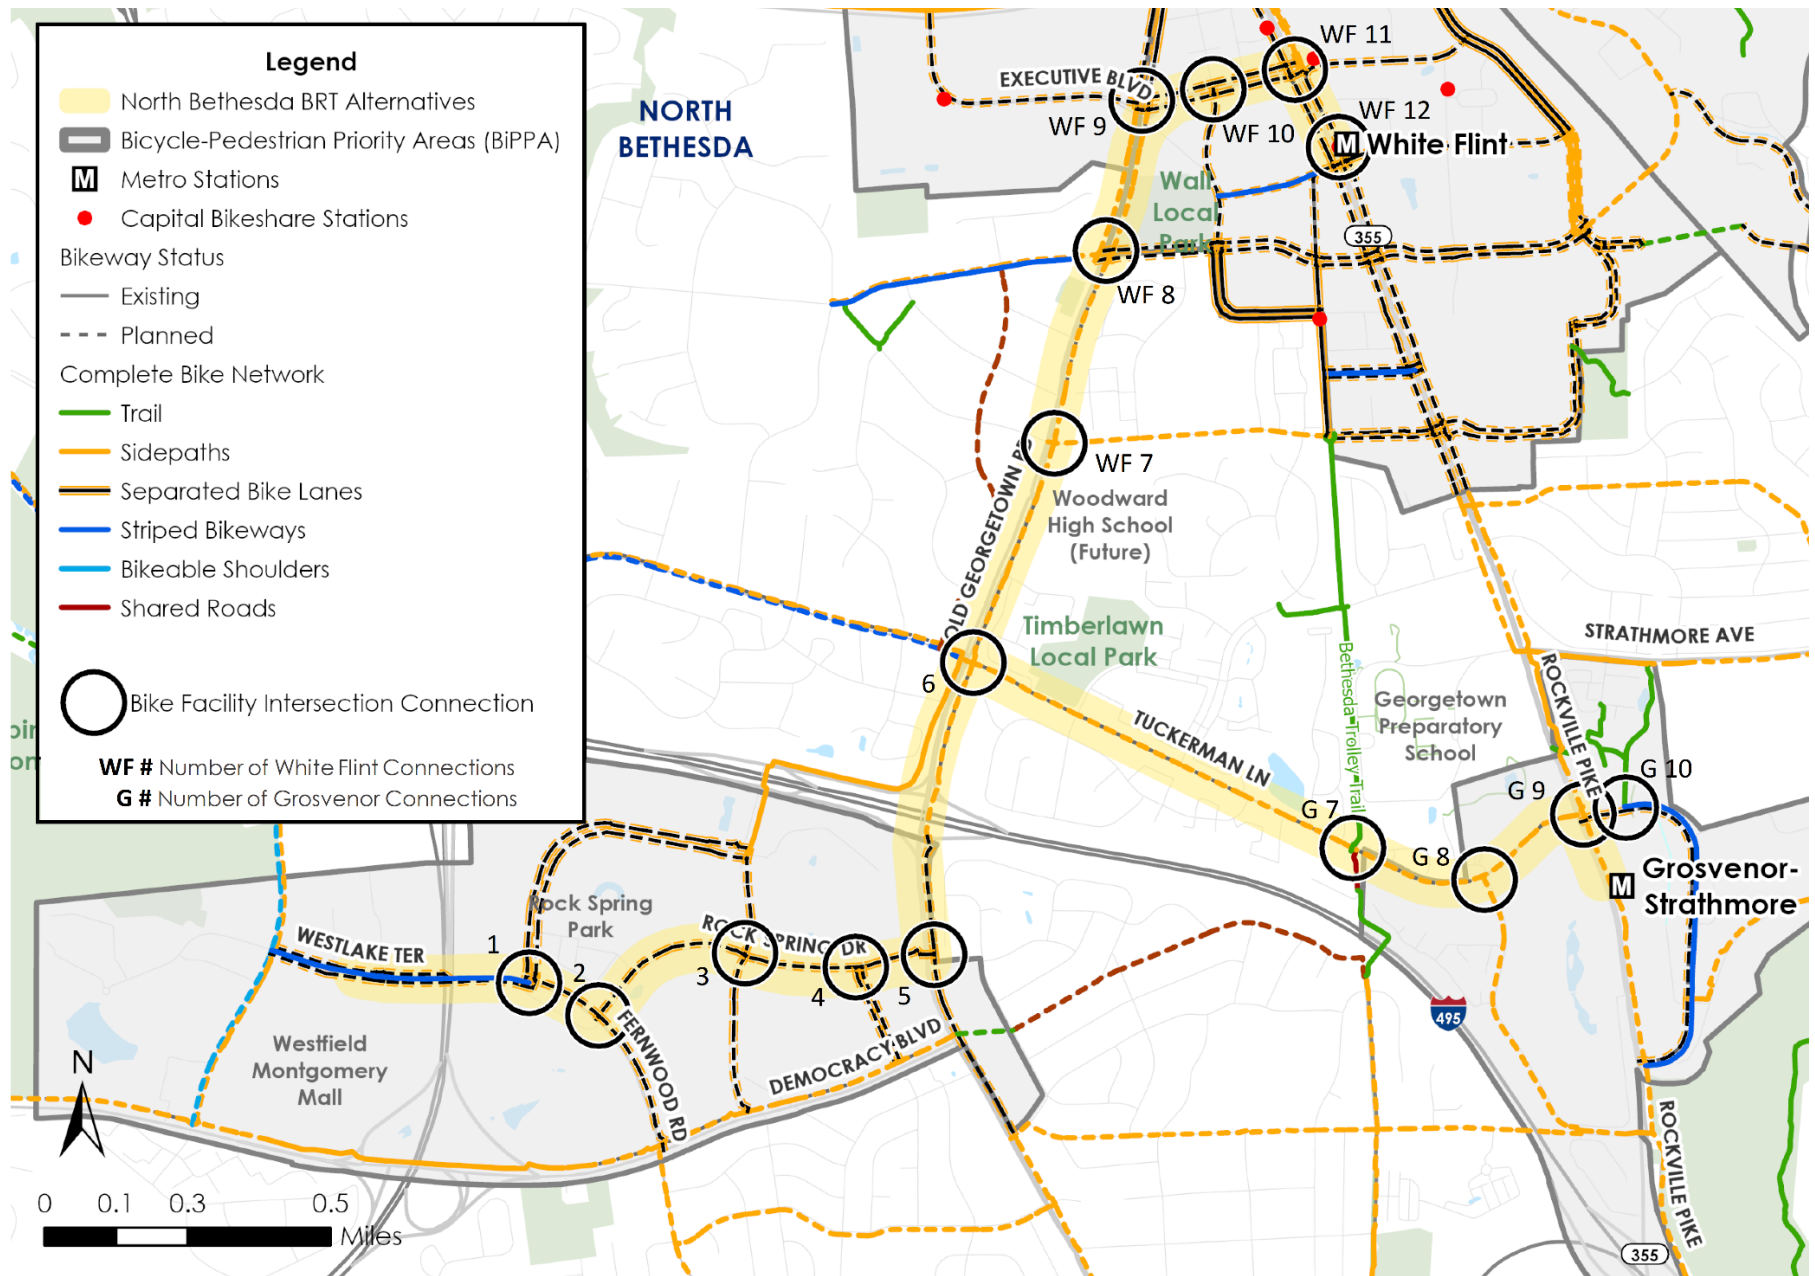 Legend
North Bethesda BRT Alternatives
Bicycle-Pedestrian Priority Areas (BiPPA)
M Metro Stations
Capital Bikeshare Stations
Bikeway Status
Existing
Planned
Complete Bike Network
Trail
Sidepaths
Separated Bike Lanes
Striped Bikeways
Bikeable Shoulders
Shared Roads
Bike Facility Intersection Connection
WF # Number of White Flint Connections
G # Number of Grosvenor Connections
NORTH
BETHESDA
EXECUTIVE BLVD
WF 9
WF 10
WF 11
WF 12
M White Flint
Wall
Local
Park
355
WF 8
WF 7
OLD GEORGETOWN RD
Woodward
High School
(Future)
Timberlawn
Local Park
6
TUCKERMAN LN
Bethesda Trolley Trail
Georgetown
Preparatory
School
STRATHMORE AVE
ROCKVILLE PIKE
G 7
G 8
G 9
G 10
M
Grosvenor-
Strathmore
Rock Spring
Park
WESTLAKE TER
1
2
ROCK SPRING DR
3
4
5
FERNWOOD RD
DEMOCRACY BLVD
Westfield
Montgomery
Mall
495
ROCKVILLE PIKE
355
N
0 0.1 0.3 0.5
Miles